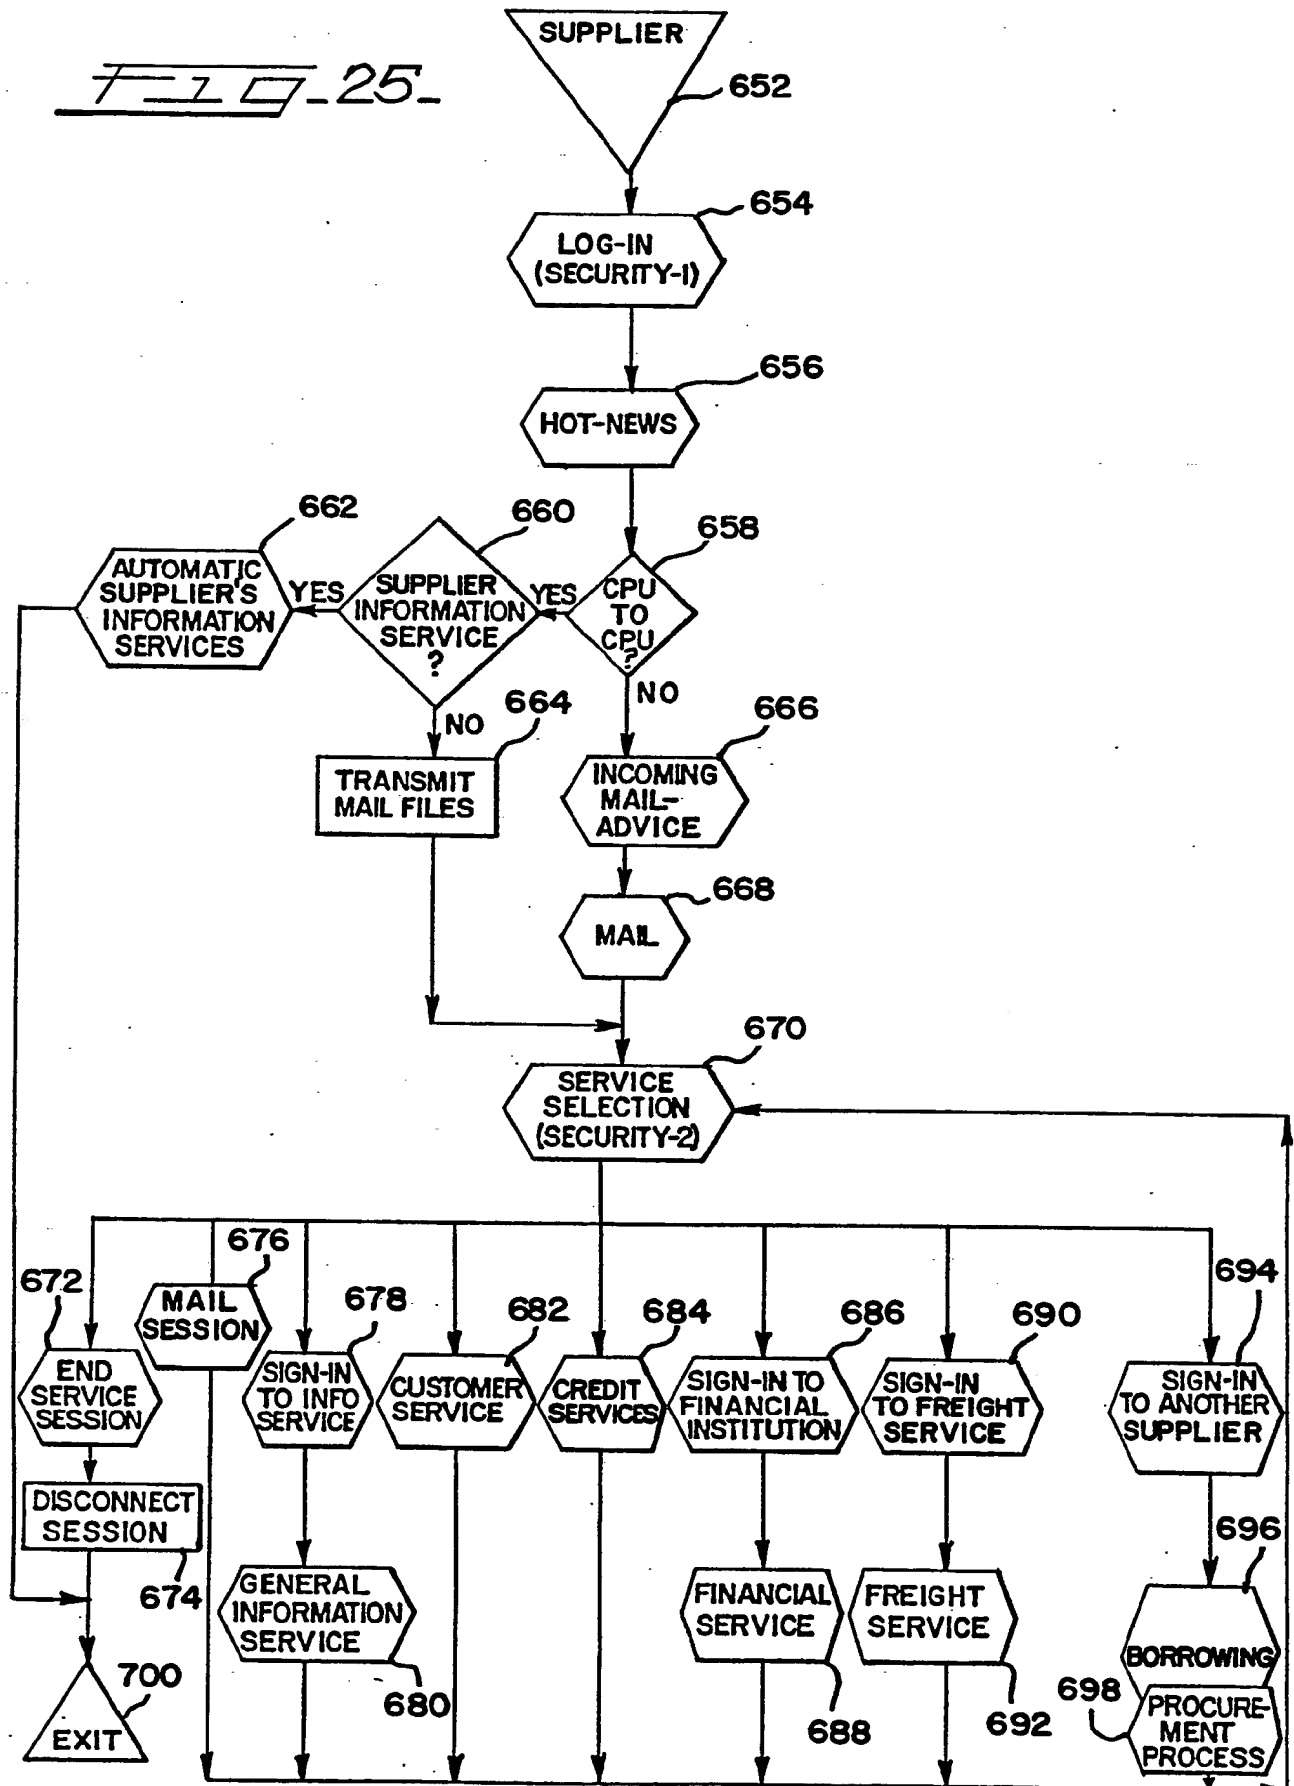 Fig_25_
SUPPLIER
652
654
LOG-IN
(SECURITY-1)
656
HOT-NEWS
662
660
658
AUTOMATIC
SUPPLIER'S
INFORMATION
SERVICES
YES
SUPPLIER
INFORMATION
SERVICE
?
YES
CPU
TO
CPU
?
NO
664
NO
666
TRANSMIT
MAIL FILES
INCOMING
MAIL-
ADVICE
668
MAIL
670
SERVICE
SELECTION
(SECURITY-2)
672
676
678
682
684
686
690
694
END
SERVICE
SESSION
MAIL
SESSION
SIGN-IN
TO INFO
SERVICE
CUSTOMER
SERVICE
CREDIT
SERVICES
SIGN-IN TO
FINANCIAL
INSTITUTION
SIGN-IN
TO FREIGHT
SERVICE
SIGN-IN
TO ANOTHER
SUPPLIER
DISCONNECT
SESSION
674
696
GENERAL
INFORMATION
SERVICE
680
FINANCIAL
SERVICE
688
FREIGHT
SERVICE
692
BORROWING
698
PROCURE-
MENT
PROCESS
700
EXIT